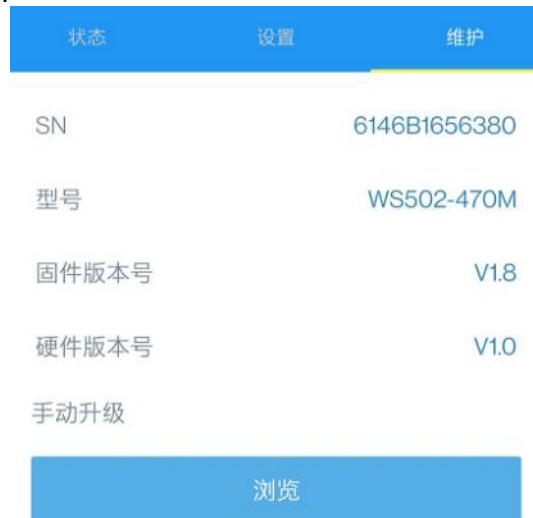 状态 设置 维护
SN 6146B1656380
型号 WS502-470M
固件版本号 V1.8
硬件版本号 V1.0
手动升级
浏览